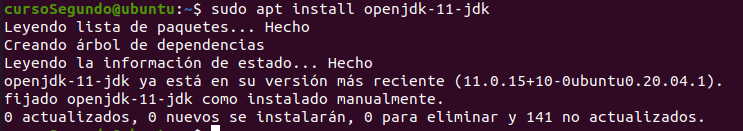 cursoSegundo@ubuntu:~$ sudo apt install openjdk-11-jdk
Leyendo lista de paquetes... Hecho
Creando árbol de dependencias
Leyendo la información de estado... Hecho
openjdk-11-jdk ya está en su versión más reciente (11.0.15+10-0ubuntu0.20.04.1).
fijado openjdk-11-jdk como instalado manualmente.
0 actualizados, 0 nuevos se instalarán, 0 para eliminar y 141 no actualizados.